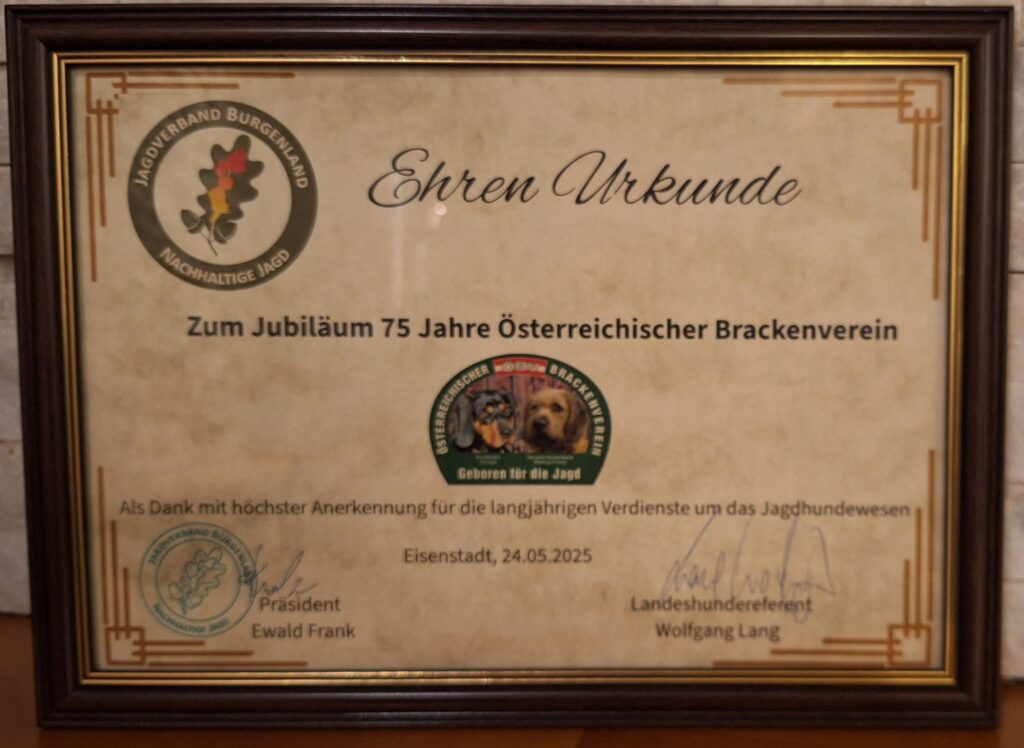 JAGDVERBAND BURGENLAND
NACHHALTIGE JAGD
Ehren Urkunde
Zum Jubiläum 75 Jahre Österreichischer Brackenverein
ÖBV
ÖSTERREICHISCHER BRACKENVEREIN
Geboren für die Jagd
Als Dank mit höchster Anerkennung für die langjährigen Verdienste um das Jagdhundewesen
Eisenstadt, 24.05.2025
JAGDVERBAND BURGENLAND
NACHHALTIGE JAGD
Präsident
Ewald Frank
Landeshundereferent
Wolfgang Lang